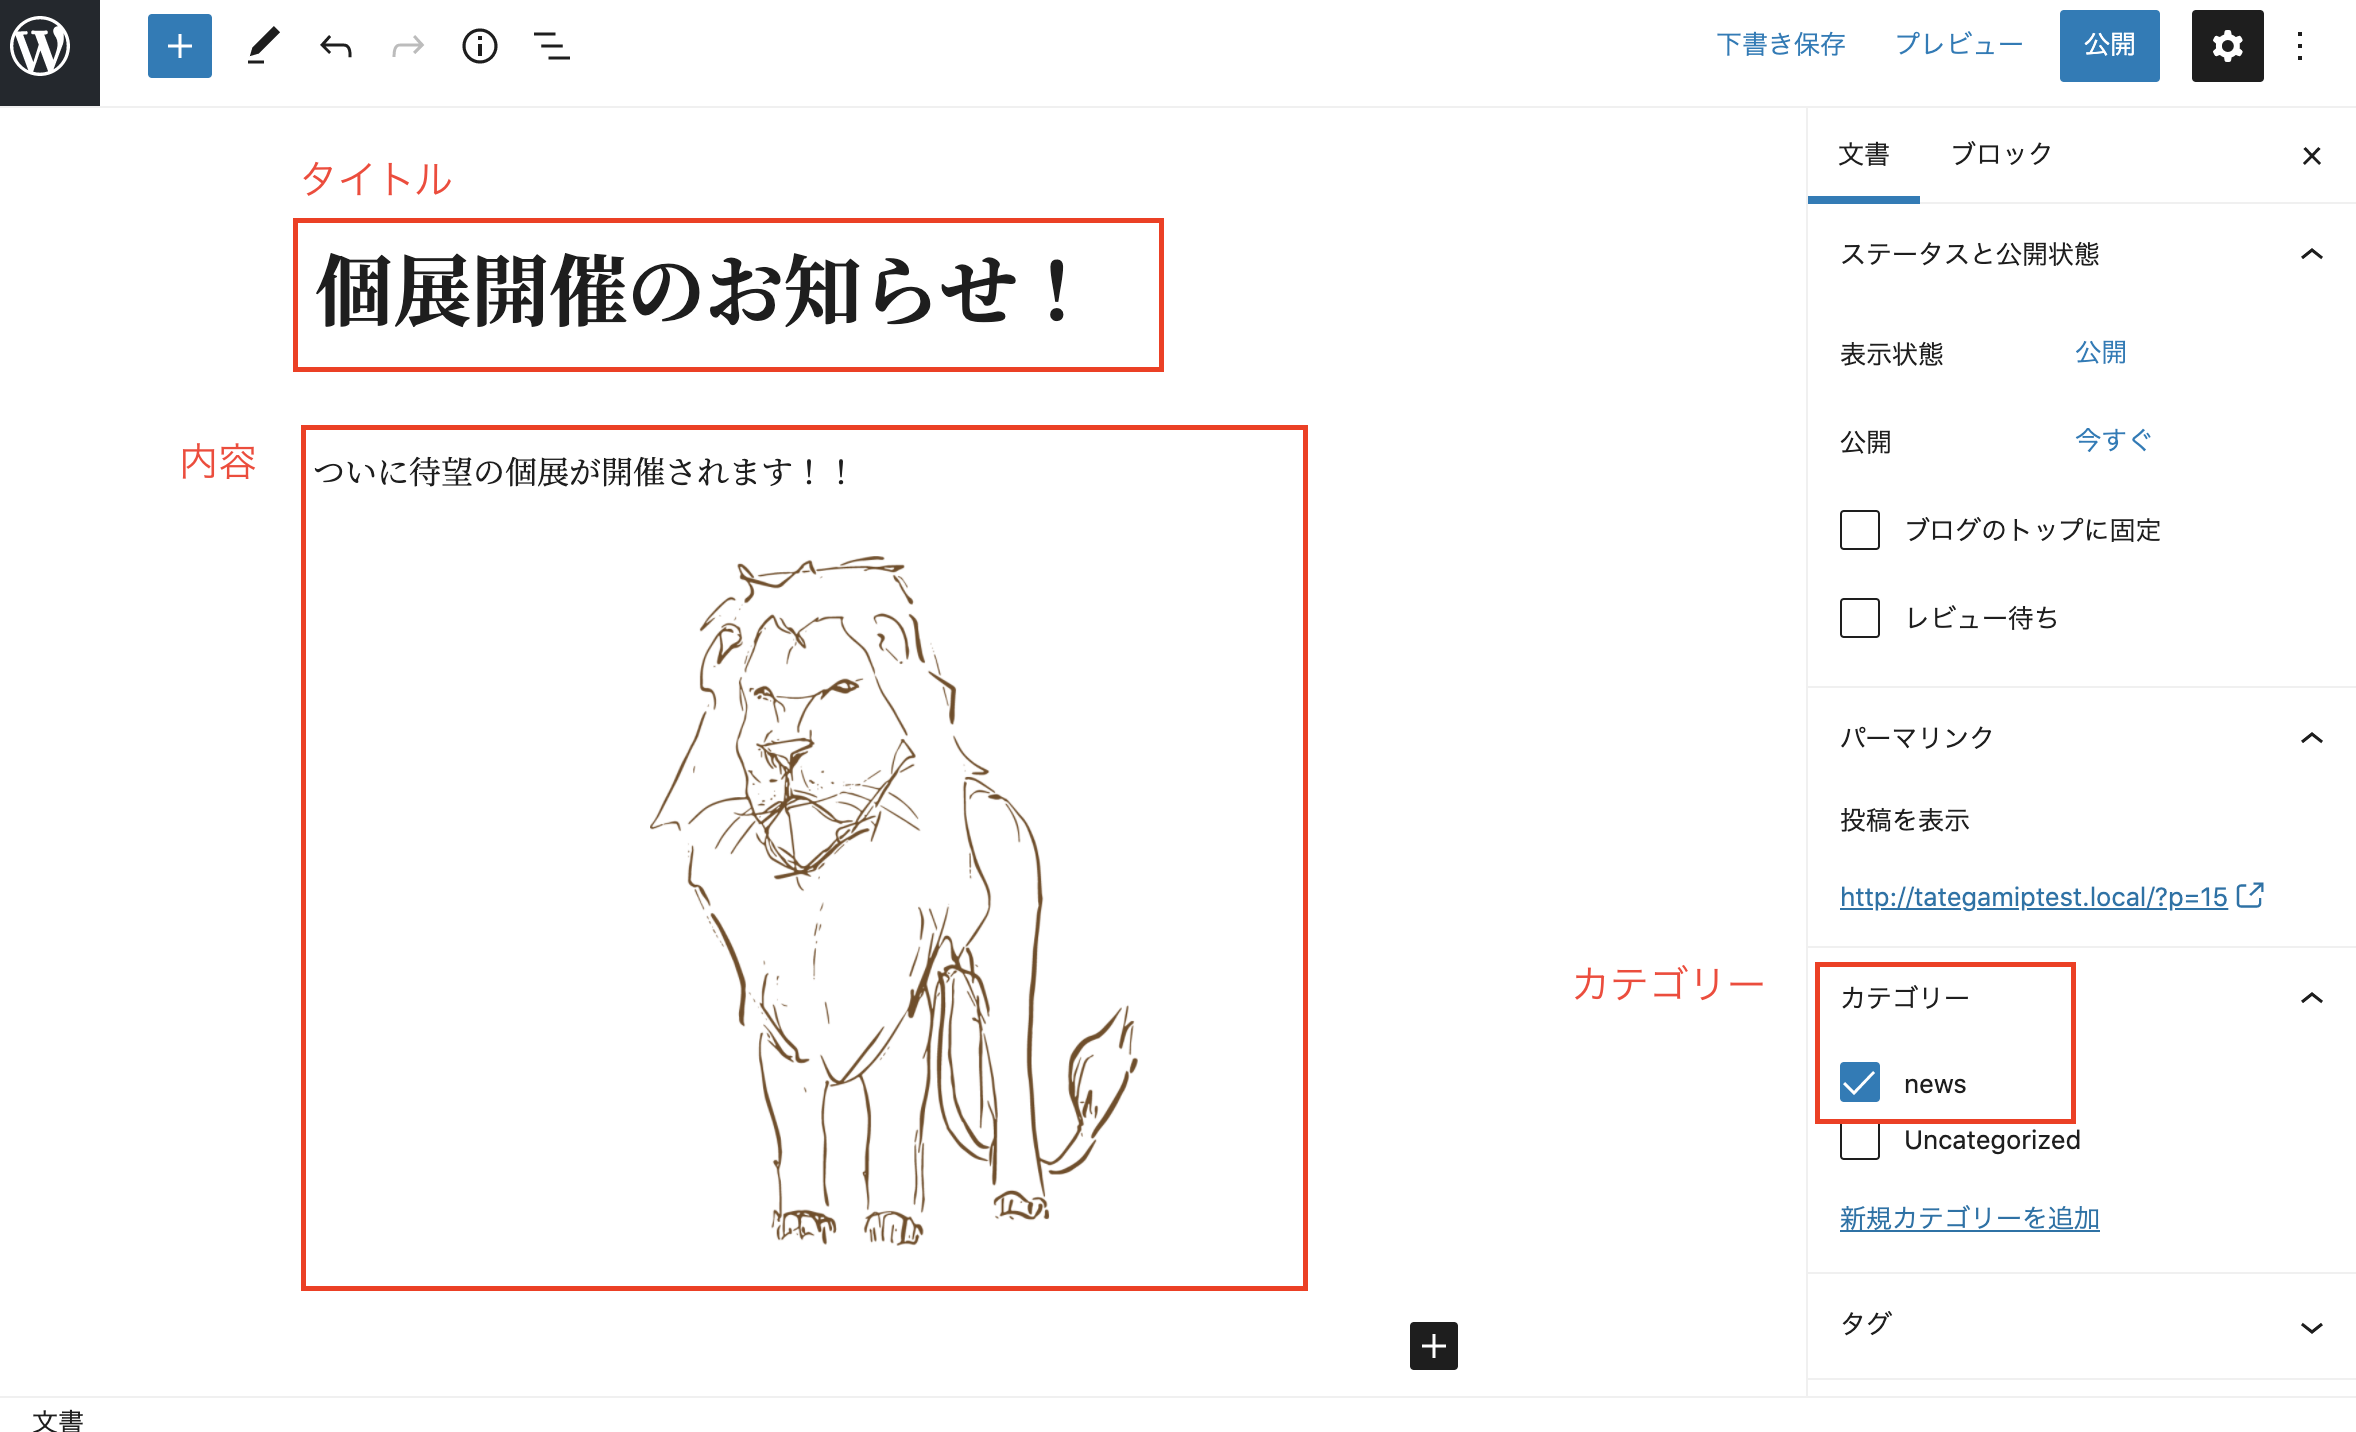 下書き保存
プレビュー
公開
タイトル
個展開催のお知らせ！
内容
ついに待望の個展が開催されます！！
カテゴリー
文書
ブロック
ステータスと公開状態
表示状態
公開
公開
今すぐ
ブログのトップに固定
レビュー待ち
パーマリンク
投稿を表示
http://tategamiptest.local/?p=15
カテゴリー
news
Uncategorized
新規カテゴリーを追加
タグ
文書